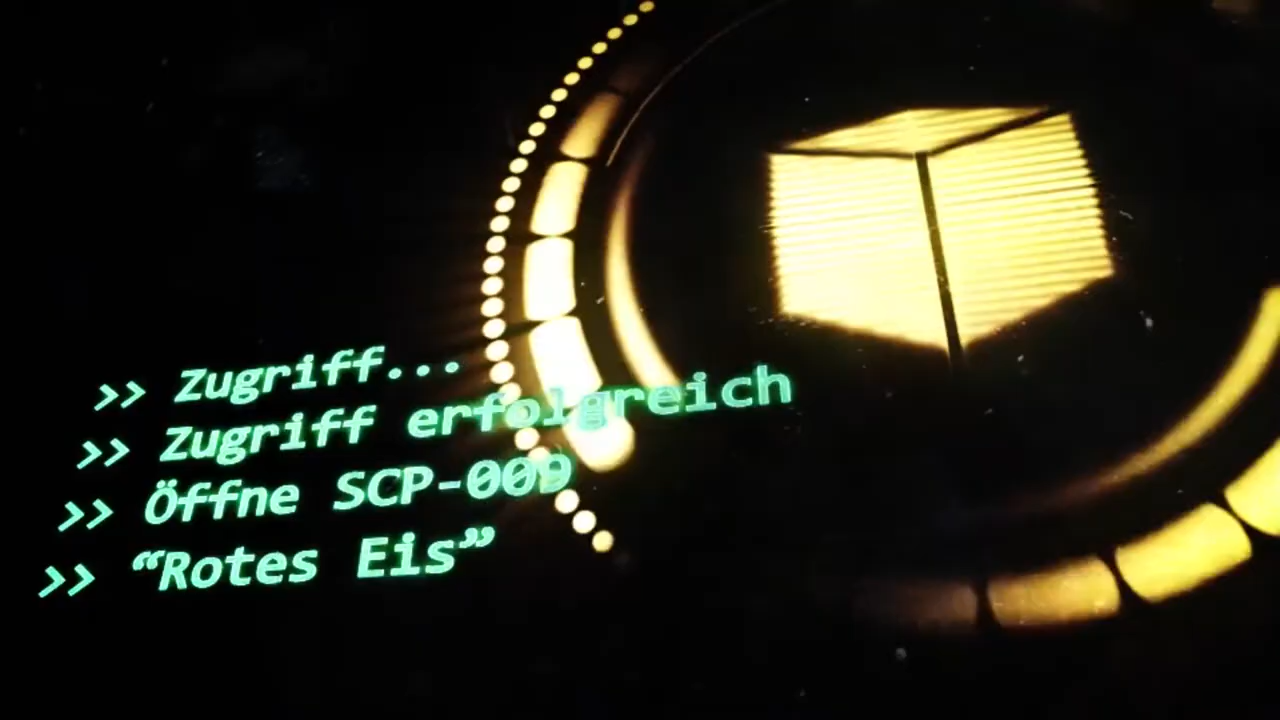 >> Zugriff...
>> Zugriff erfolgreich
>> Öffne SCP-009
>> “Rotes Eis”